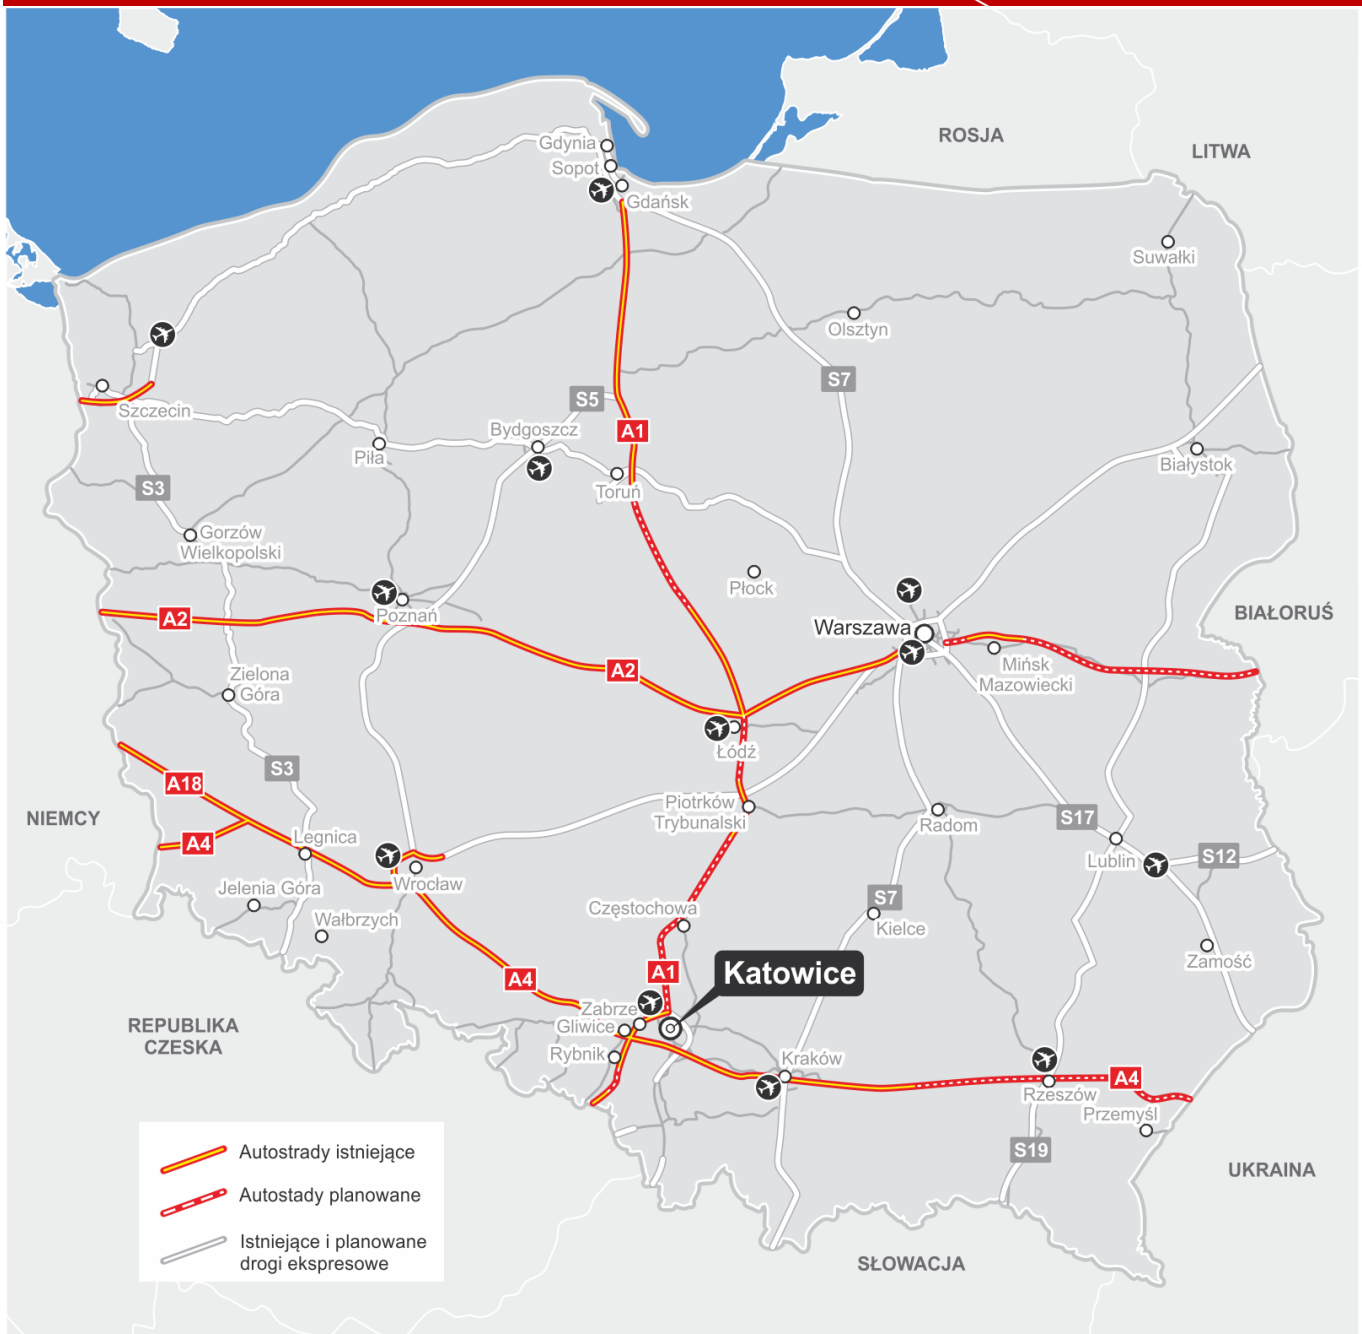 ROSJA
LITWA
Gdynia
Sopot
Gdańsk
Suwałki
Olsztyn
S7
S5
Szczecin
Bydgoszcz
A1
Piła
Białystok
S3
Toruń
Gorzów
Wielkopolski
Płock
Poznań
A2
Warszawa
BIAŁORUŚ
A2
Mińsk
Mazowiecki
Zielona
Góra
Łódź
S3
A18
Piotrków
Trybunalski
NIEMCY
Radom
S17
A4
Legnica
Lublin
S12
Wrocław
Jelenia Góra
S7
Częstochowa
Wałbrzych
Kielce
Zamość
A4
A1
Katowice
Zabrze
Gliwice
REPUBLIKA
CZESKA
Rybnik
Kraków
A4
Rzeszów
Przemyśl
S19
UKRAINA
SŁOWACJA
Autostrady istniejące
Autostady planowane
Istniejące i planowane
drogi ekspresowe